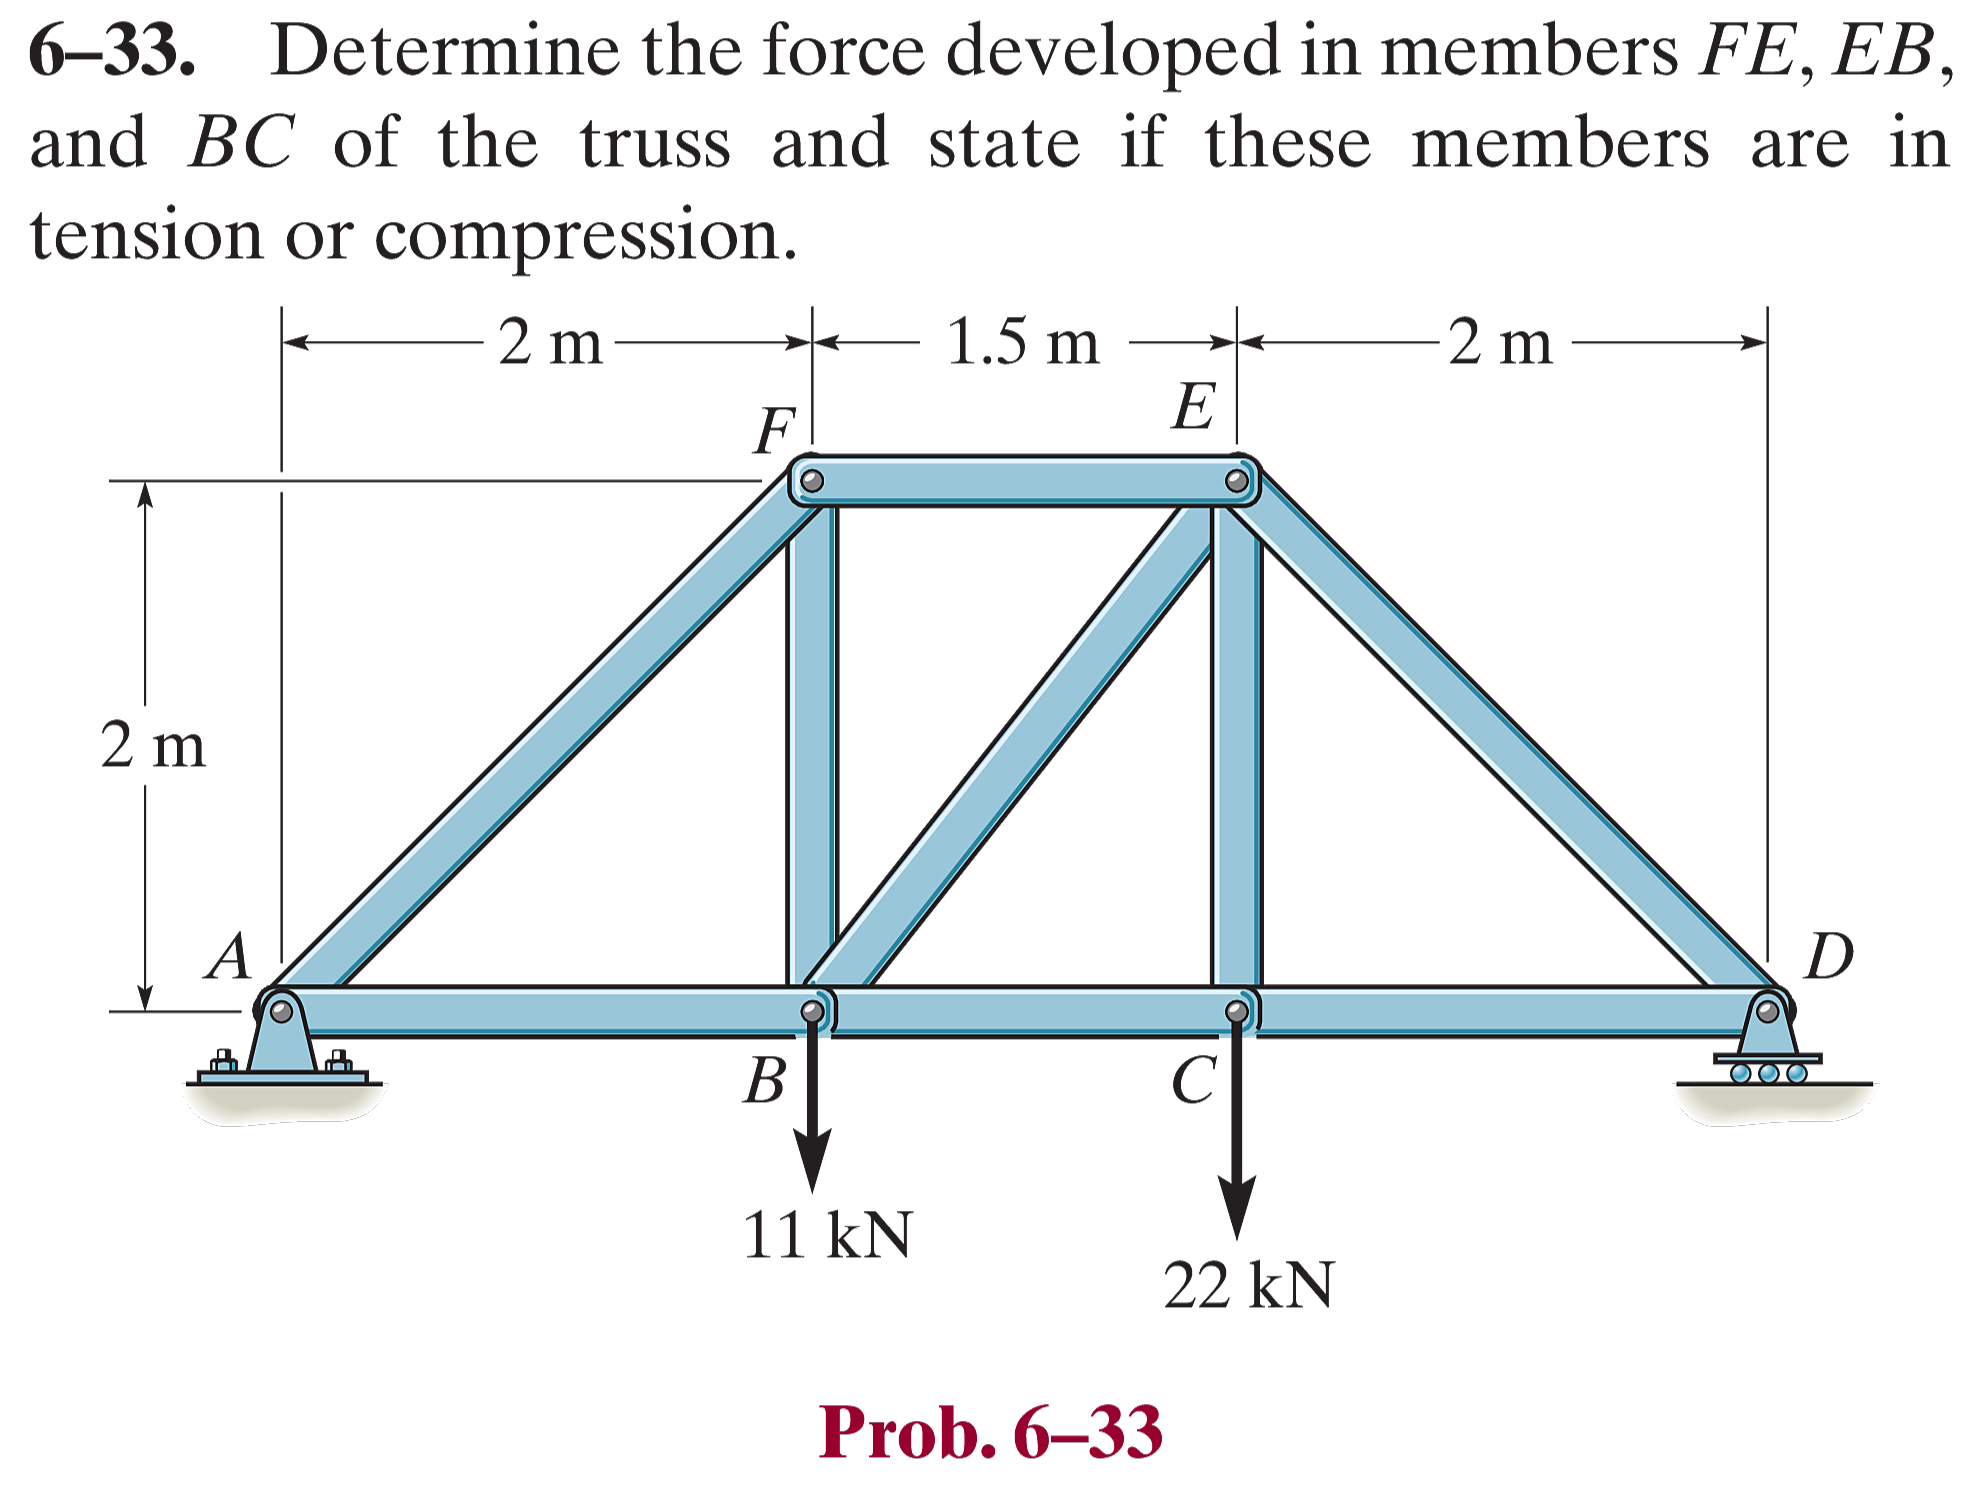 6–33. Determine the force developed in members FE, EB,
and BC of the truss and state if these members are in
tension or compression.
2 m
1.5 m
2 m
F
E
2 m
A
D
B
C
11 kN
22 kN
Prob. 6–33